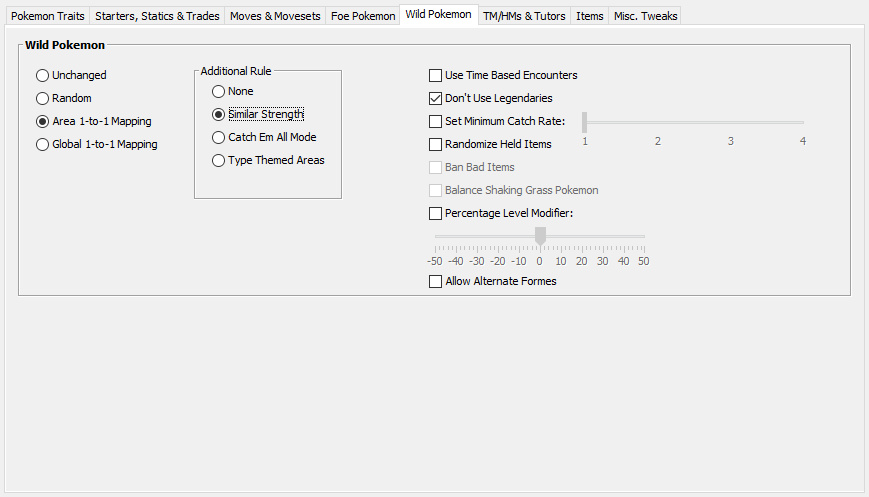 Pokemon Traits Starters, Statics & Trades Moves & Movesets Foe Pokemon Wild Pokemon TM/HMs & Tutors Items Misc. Tweaks
Wild Pokemon
Unchanged
Random
Area 1-to-1 Mapping
Global 1-to-1 Mapping
Additional Rule
None
Similar Strength
Catch Em All Mode
Type Themed Areas
Use Time Based Encounters
Don't Use Legendaries
Set Minimum Catch Rate:
1 2 3 4
Randomize Held Items
Ban Bad Items
Balance Shaking Grass Pokemon
Percentage Level Modifier:
-50 -40 -30 -20 -10 0 10 20 30 40 50
Allow Alternate Formes